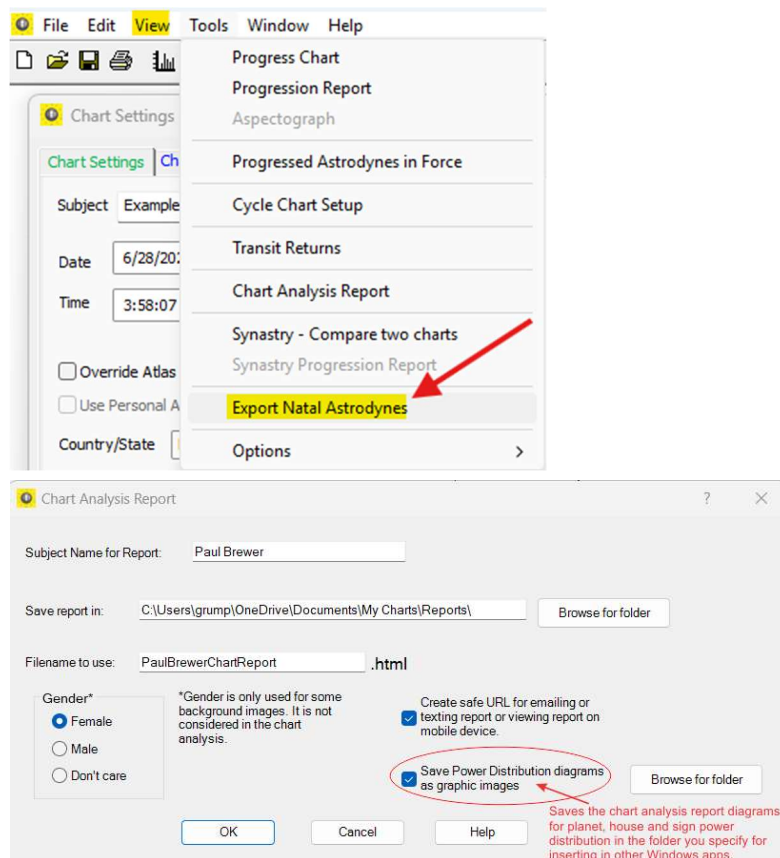 File Edit View Tools Window Help
Progress Chart
Chart Settings
Progression Report
Aspectograph
Chart Settings
Progressed Astrodynes in Force
Subject Example
Cycle Chart Setup
Date 6/28/20
Transit Returns
Time 3:58:07
Chart Analysis Report
Synastry - Compare two charts
Override Atlas
Synastry Progression Report
Use Personal A
Export Natal Astrodynes
Country/State
Options >
Chart Analysis Report ? X
Subject Name for Report: Paul Brewer
Save report in: C:\Users\grump\OneDrive\Documents\My Charts\Reports\ Browse for folder
Filename to use: PaulBrewerChartReport .html
Gender*
Female
Male
Don't care
*Gender is only used for some
background images. It is not
considered in the chart
analysis.
Create safe URL for emailing or
texting report or viewing report on
mobile device.
Save Power Distribution diagrams
as graphic images
Browse for folder
Saves the chart analysis report diagrams
for planet, house and sign power
distribution in the folder you specify for
inserting in other Windows apps.
OK Cancel Help